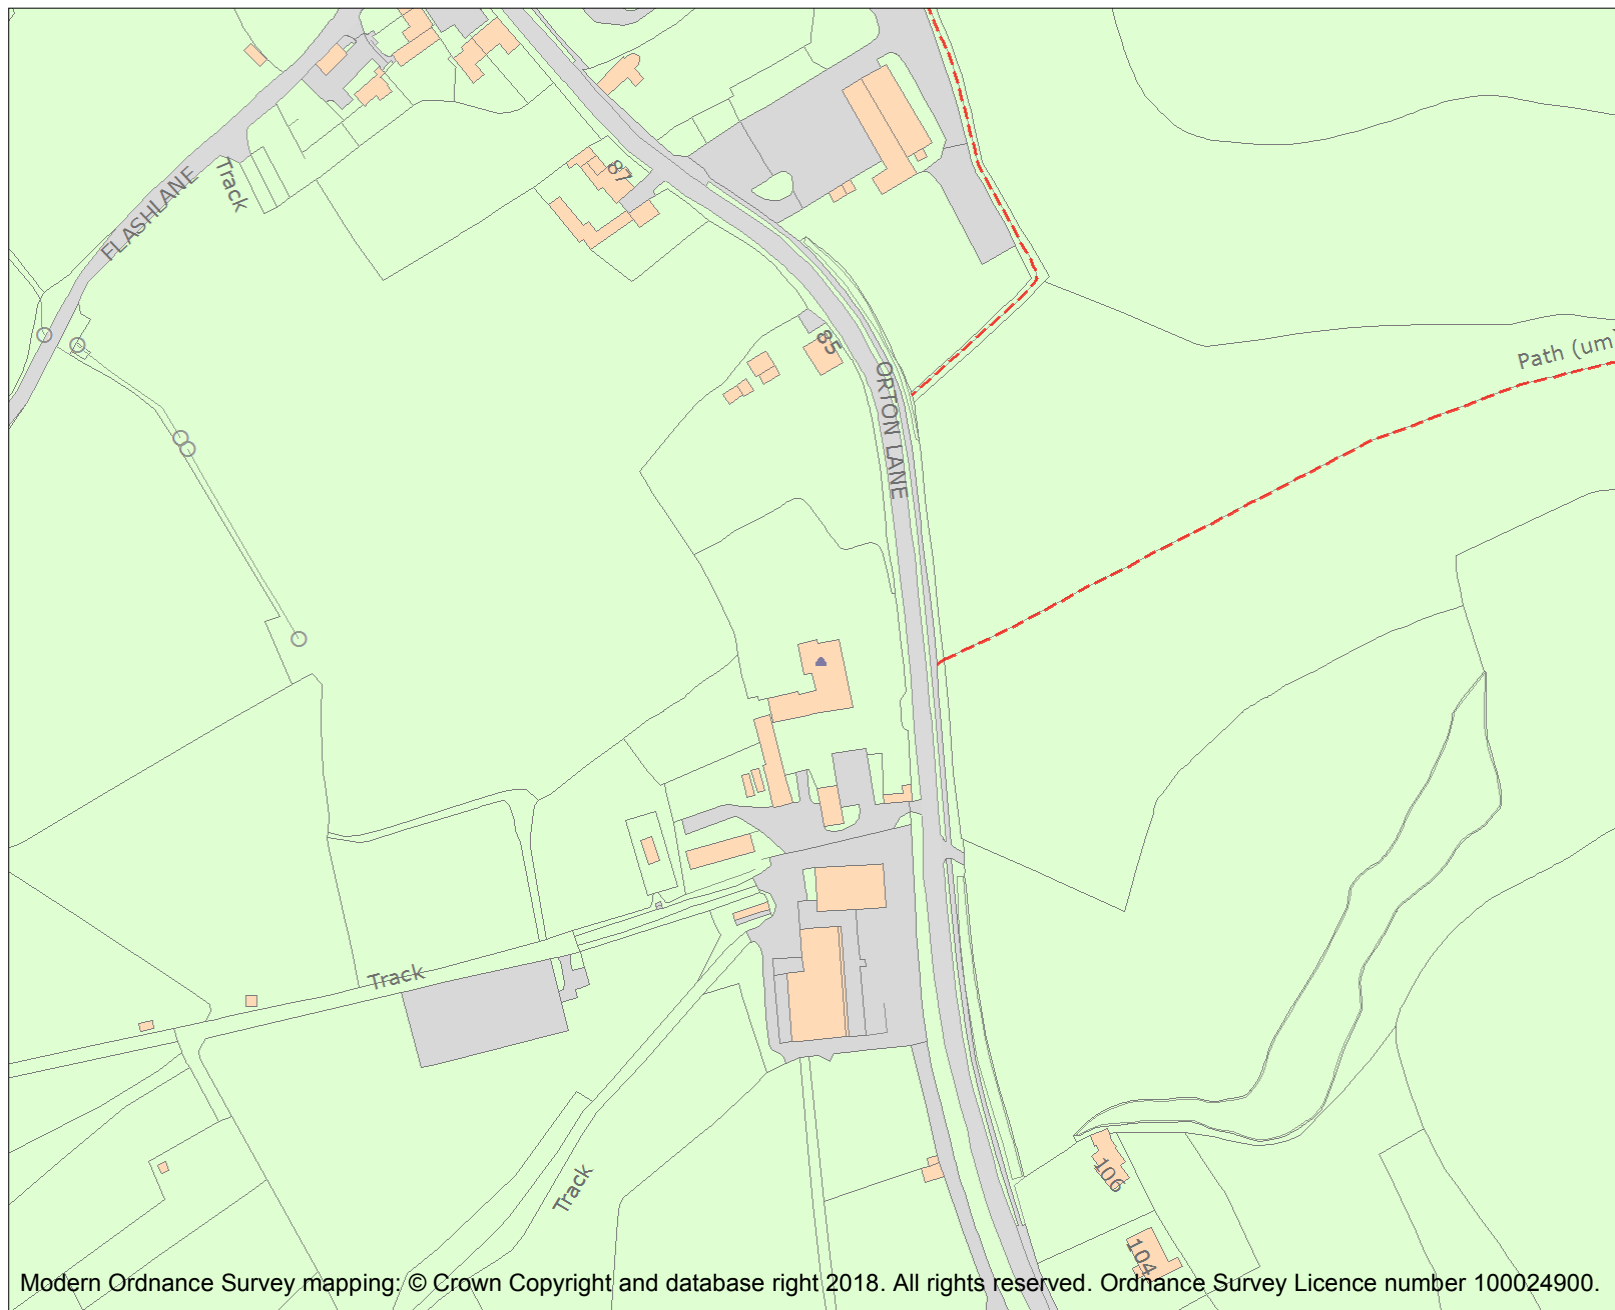 87
Track
FLASHLANE
85
Path (um)
ORTON LANE
Track
Track
106
104
Modern Ordnance Survey mapping: © Crown Copyright and database right 2018. All rights reserved. Ordnance Survey Licence number 100024900.